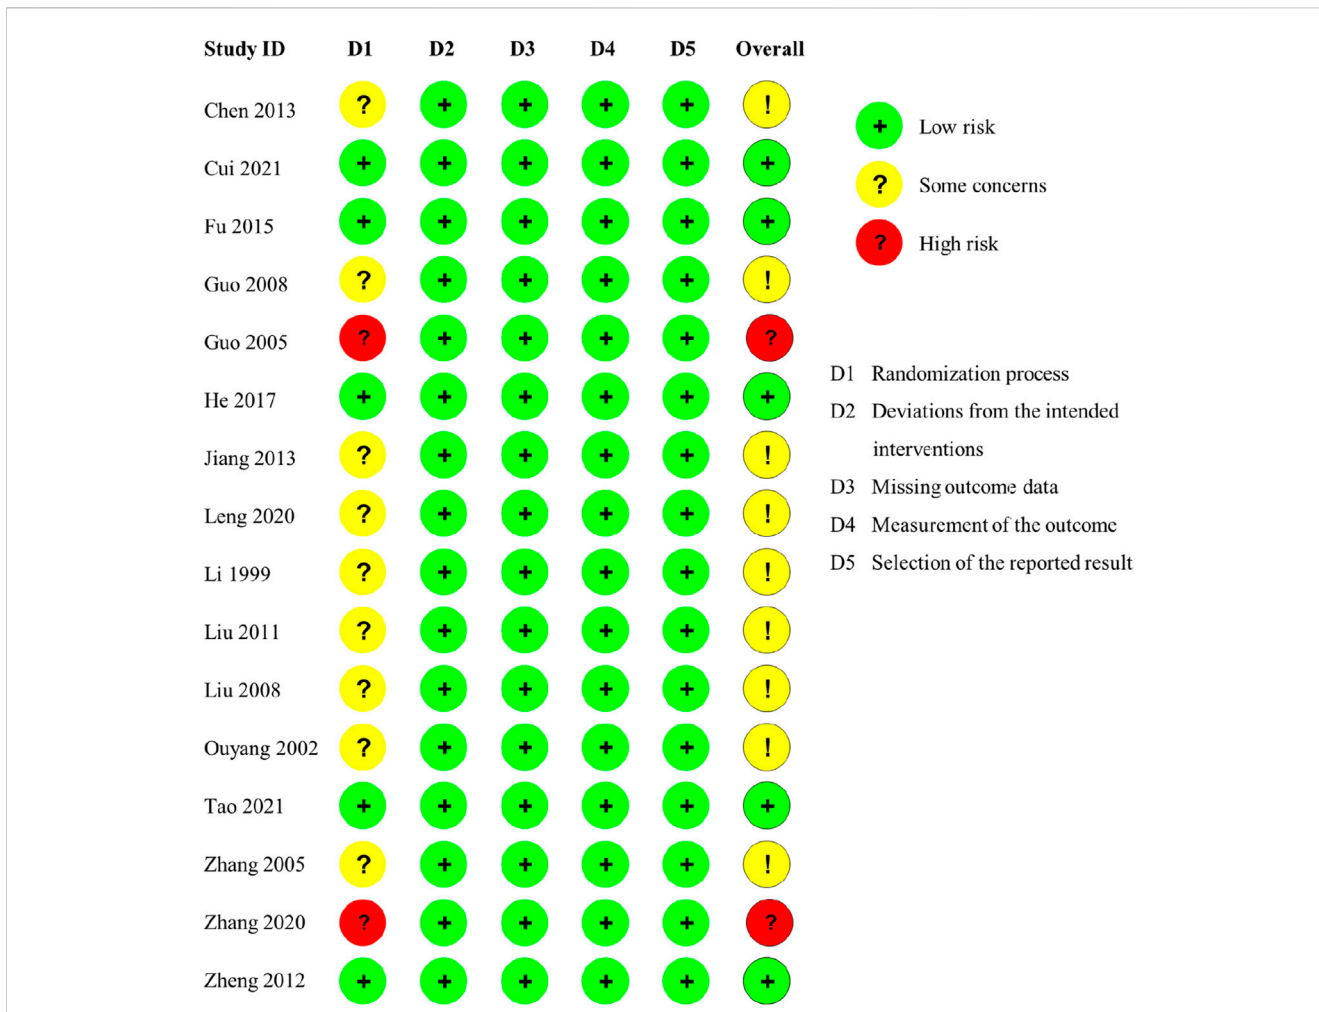 Study ID D1 D2 D3 D4 D5 Overall
Chen 2013 ? + + + + !
Cui 2021 + + + + + +
Fu 2015 + + + + + +
Guo 2008 ? + + + + !
Guo 2005 ? + + + + ?
He 2017 + + + + + +
Jiang 2013 ? + + + + !
Leng 2020 ? + + + + !
Li 1999 ? + + + + !
Liu 2011 ? + + + + !
Liu 2008 ? + + + + !
Ouyang 2002 ? + + + + !
Tao 2021 + + + + + +
Zhang 2005 ? + + + + !
Zhang 2020 ? + + + + ?
Zheng 2012 + + + + + +
+ Low risk
? Some concerns
? High risk
D1 Randomization process
D2 Deviations from the intended
interventions
D3 Missing outcome data
D4 Measurement of the outcome
D5 Selection of the reported result